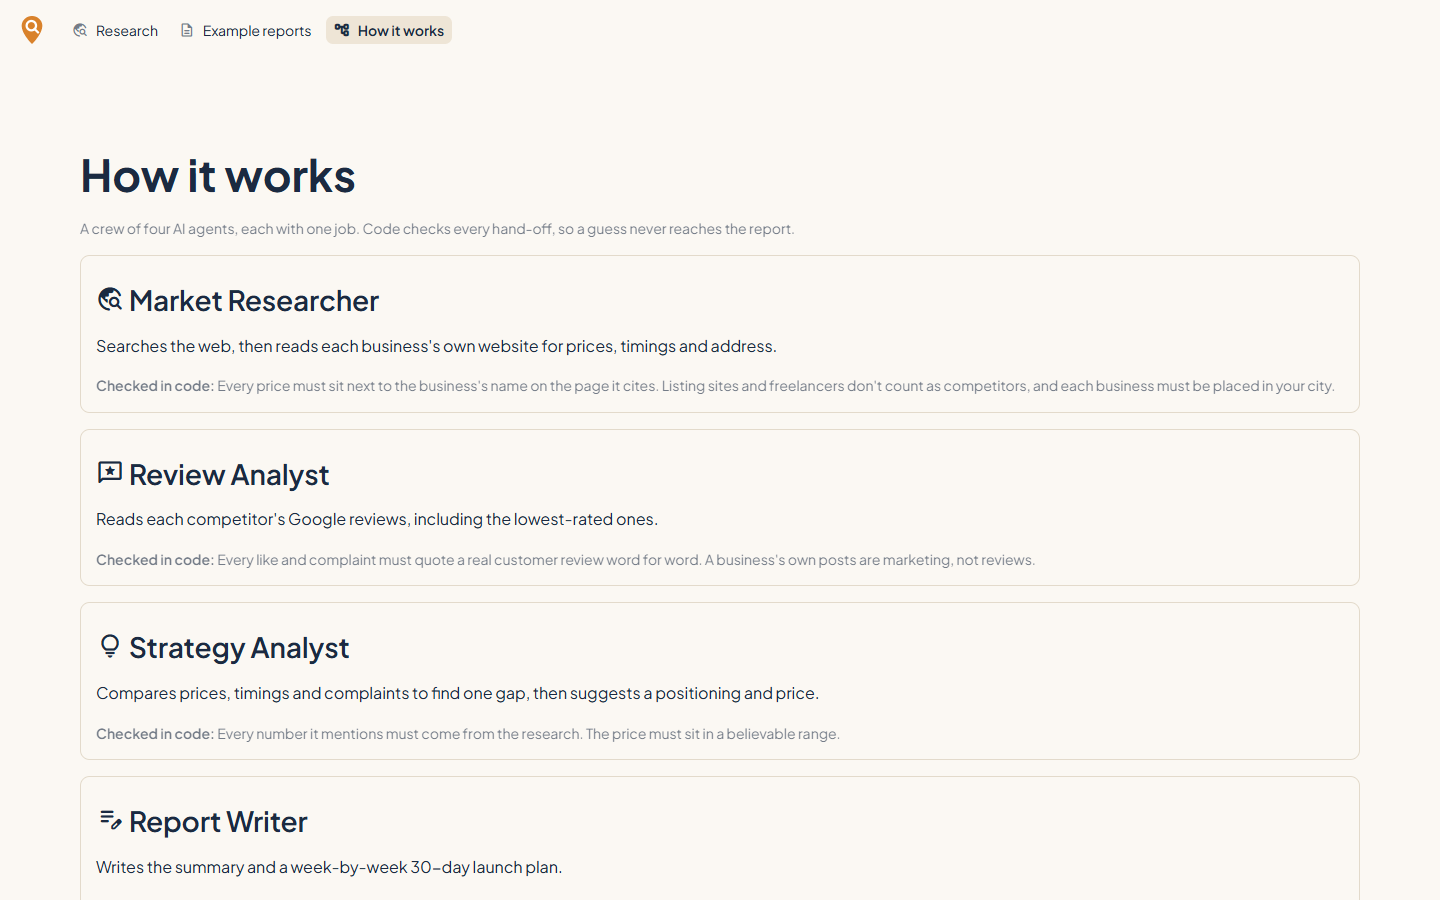 Research
Example reports
How it works
How it works
A crew of four AI agents, each with one job. Code checks every hand-off, so a guess never reaches the report.
Market Researcher
Searches the web, then reads each business's own website for prices, timings and address.
Checked in code: Every price must sit next to the business's name on the page it cites. Listing sites and freelancers don't count as competitors, and each business must be placed in your city.
Review Analyst
Reads each competitor's Google reviews, including the lowest-rated ones.
Checked in code: Every like and complaint must quote a real customer review word for word. A business's own posts are marketing, not reviews.
Strategy Analyst
Compares prices, timings and complaints to find one gap, then suggests a positioning and price.
Checked in code: Every number it mentions must come from the research. The price must sit in a believable range.
Report Writer
Writes the summary and a week-by-week 30-day launch plan.